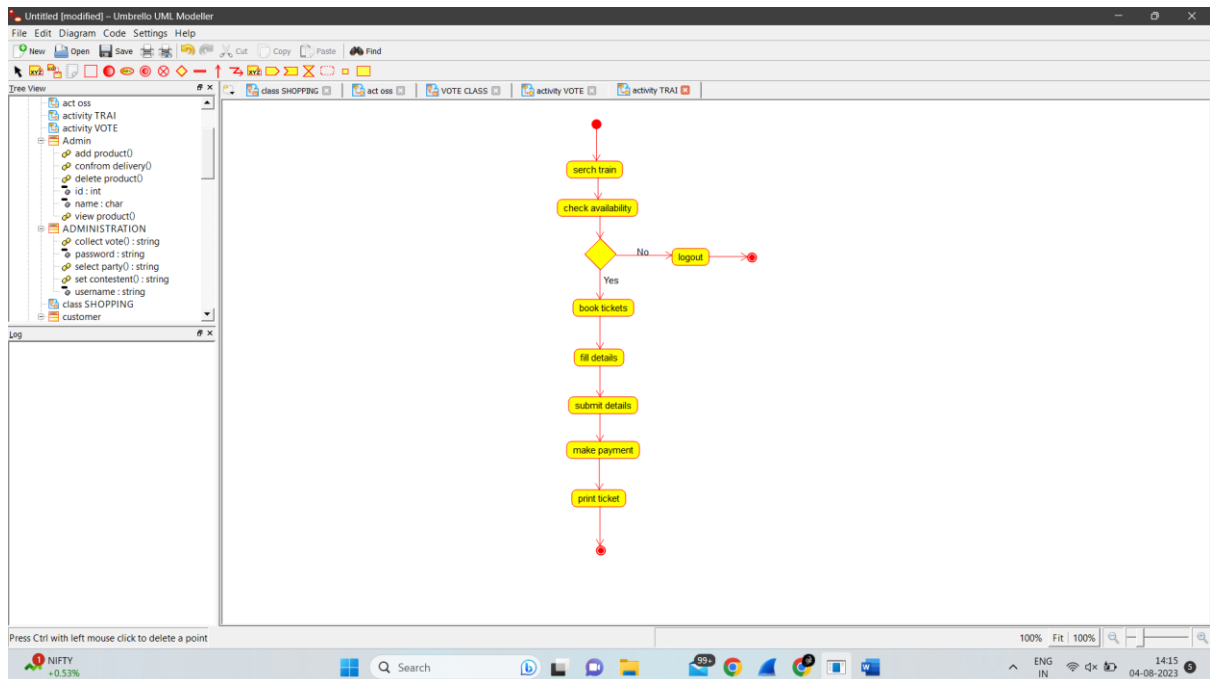 Untitled [modified] – Umbrello UML Modeller
File Edit Diagram Code Settings Help
New Open Save Cut Copy Paste Find
Tree View
class SHOPPING act oss VOTE CLASS activity VOTE activity TRAI
act oss
activity TRAI
activity VOTE
Admin
add product()
confrom delivery()
delete product()
id : int
name : char
view product()
ADMINISTRATION
collect vote() : string
password : string
select party() : string
set contestent() : string
username : string
class SHOPPING
customer
Log
serch train
check availability
No
logout
Yes
book tickets
fill details
submit details
make payment
print ticket
Press Ctrl with left mouse click to delete a point
100% Fit 100%
1
NIFTY
+0.53%
Search
99+
ENG
IN
14:15
04-08-2023
5